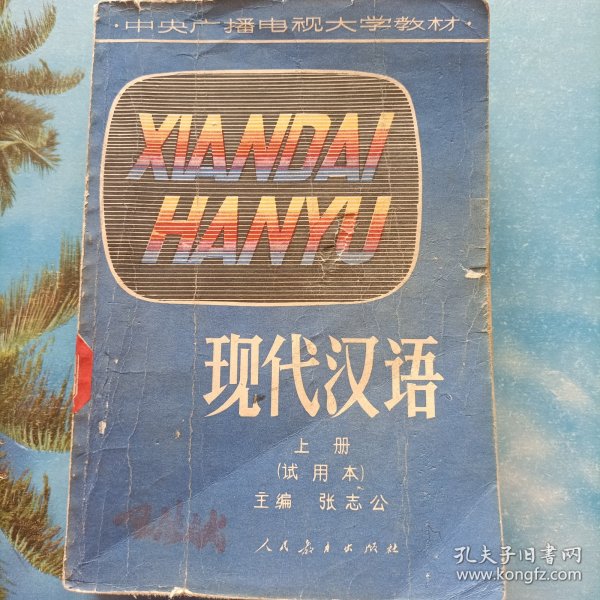 ·中央广播电视大学教材·
XIANDAI
HANYU
现代汉语
上册
(试用本)
主编 张志公
人民教育出版社
孔夫子旧书网
www.kongfz.com